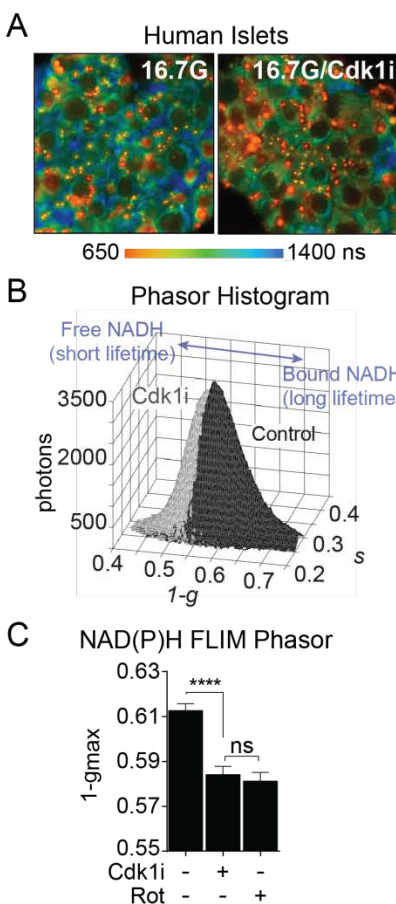 A
Human Islets
16.7G
16.7G/Cdk1i
650
1400 ns
B
Phasor Histogram
Free NADH
(short lifetime)
Bound NADH
(long lifetime
Cdk1i
Control
photons
3500
2000
500
0.4
0.5
0.6
0.7
1-g
0.2
0.3
0.4
s
C
NAD(P)H FLIM Phasor
1-gmax
0.63
0.61
0.59
0.57
0.55
****
ns
Cdk1i - + -
Rot - - +